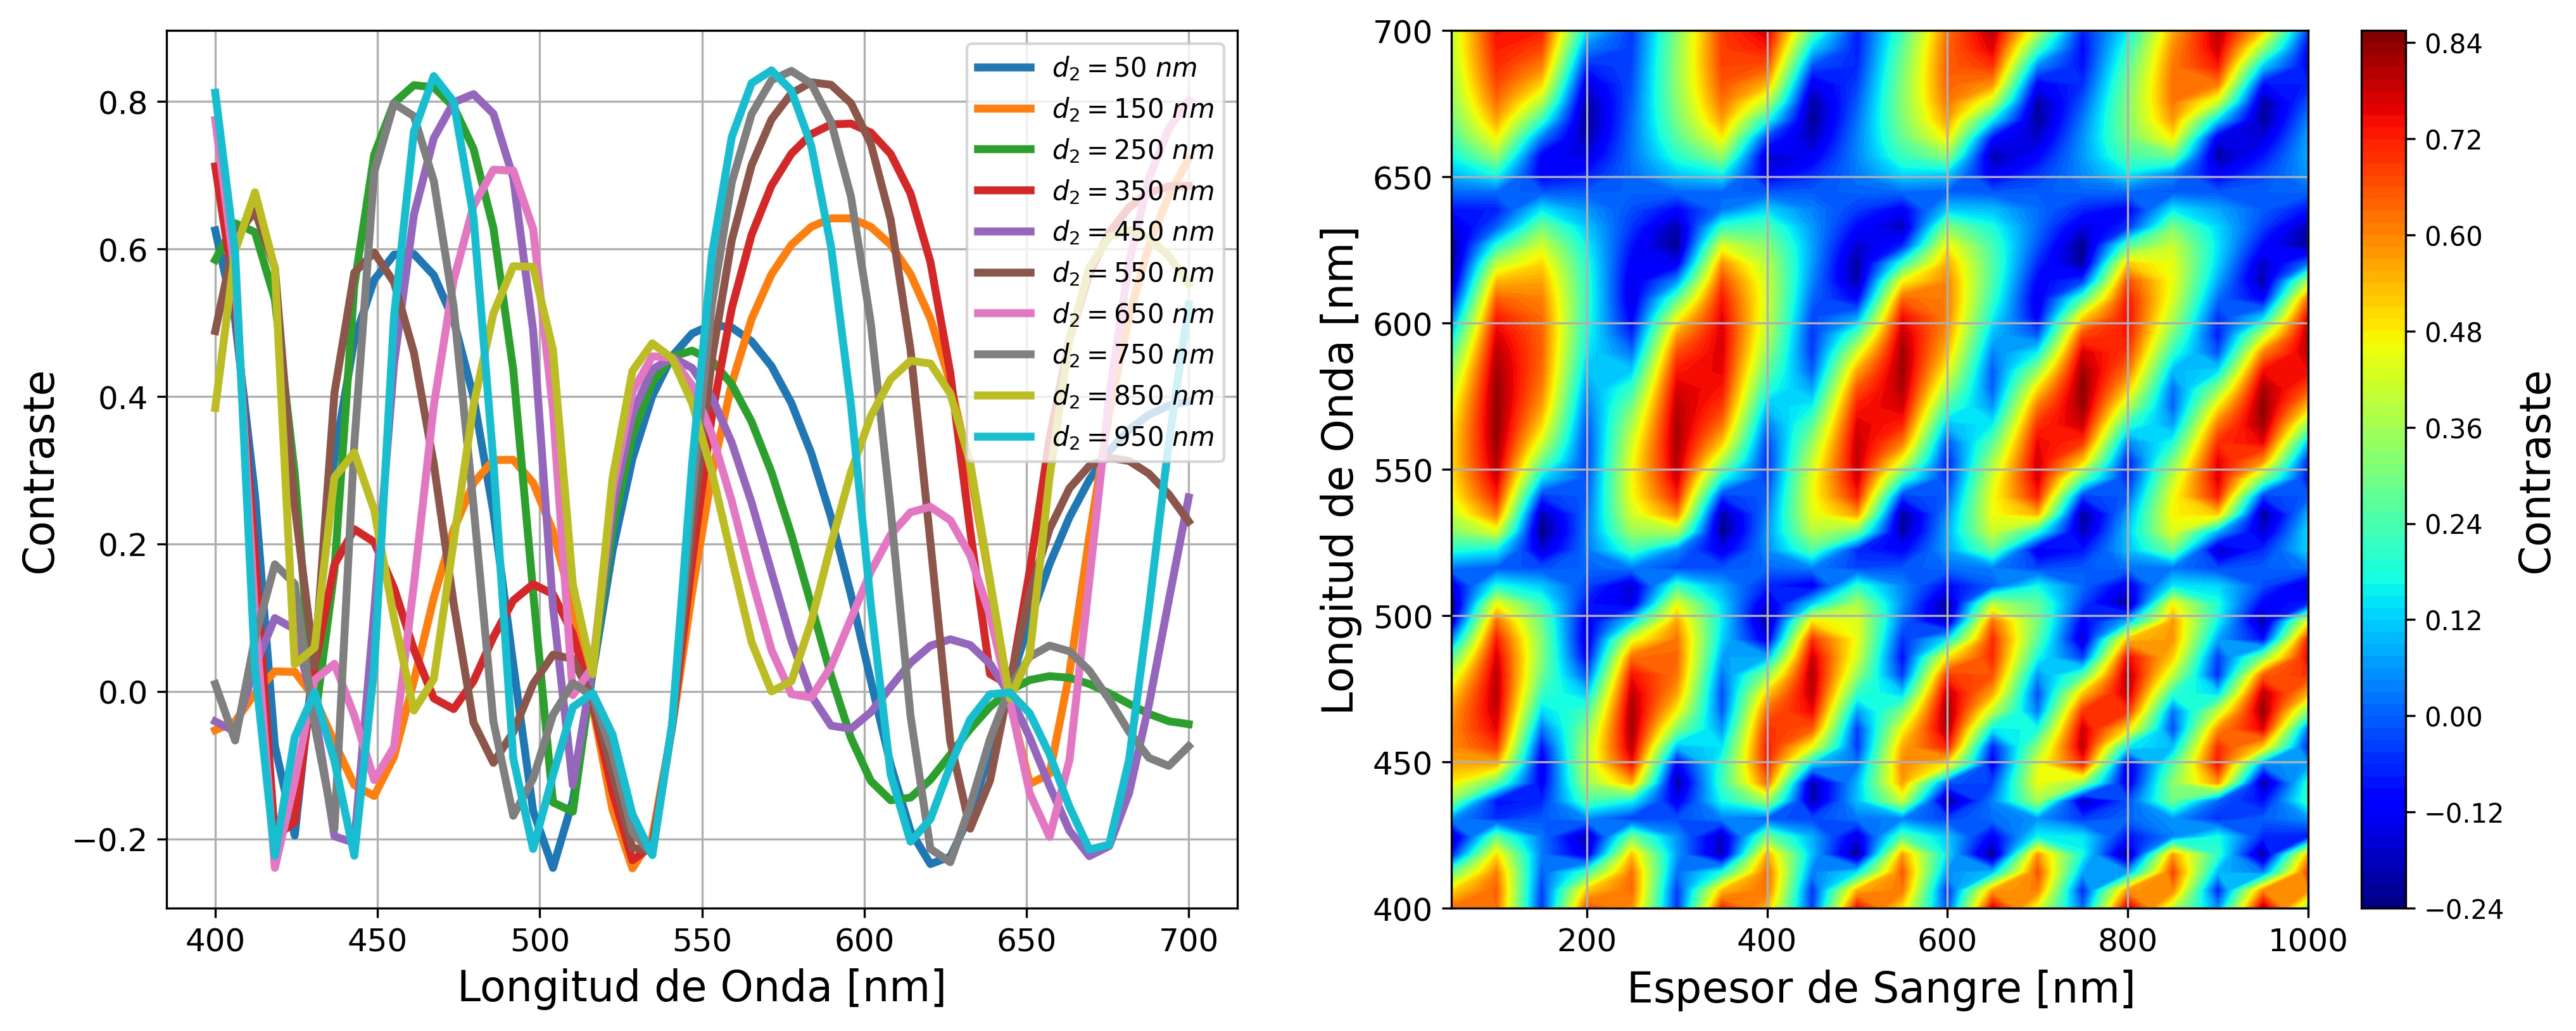 Contraste
0.8
0.6
0.4
0.2
0.0
−0.2
400 450 500 550 600 650 700
Longitud de Onda [nm]
d₂ = 50 nm
d₂ = 150 nm
d₂ = 250 nm
d₂ = 350 nm
d₂ = 450 nm
d₂ = 550 nm
d₂ = 650 nm
d₂ = 750 nm
d₂ = 850 nm
d₂ = 950 nm
Longitud de Onda [nm]
700
650
600
550
500
450
400
200 400 600 800 1000
Espesor de Sangre [nm]
0.84
0.72
0.60
0.48
0.36
0.24
0.12
0.00
−0.12
−0.24
Contraste